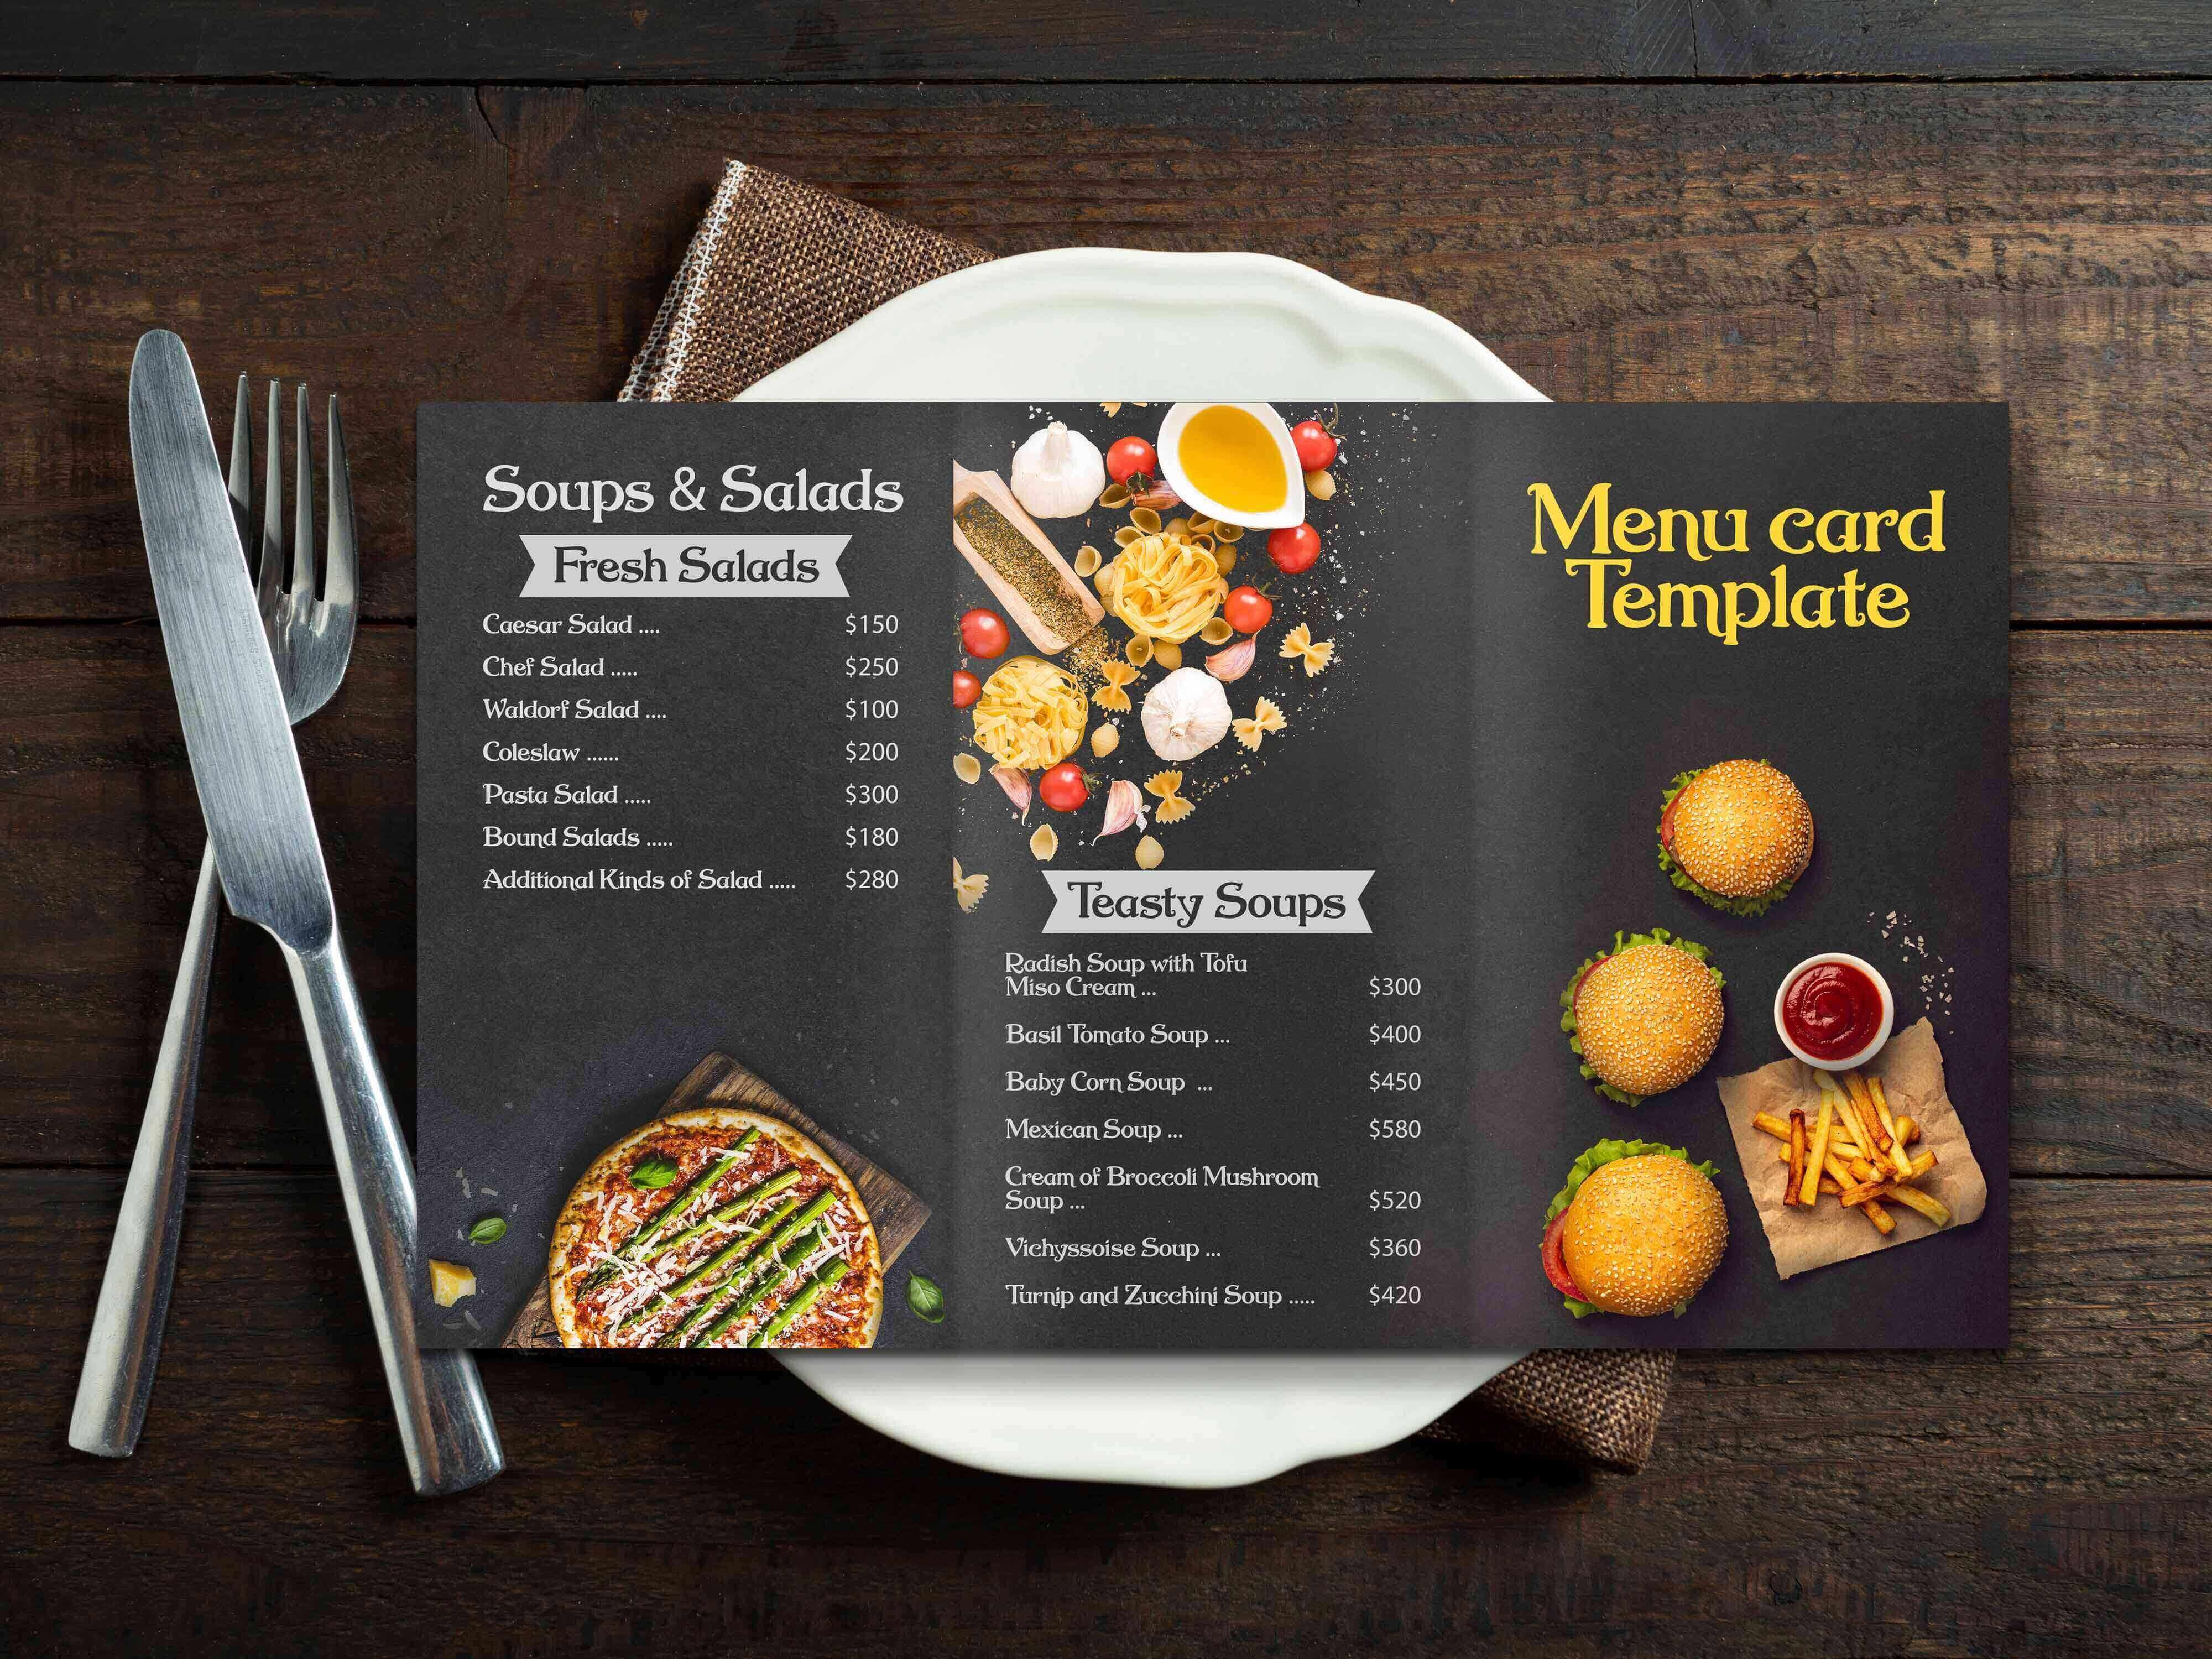 Soups & Salads
Fresh Salads
Caesar Salad .... $150
Chef Salad ..... $250
Waldorf Salad .... $100
Coleslaw ...... $200
Pasta Salad ..... $300
Bound Salads ..... $180
Additional Kinds of Salad ..... $280
Teasty Soups
Radish Soup with Tofu
Miso Cream ... $300
Basil Tomato Soup ... $400
Baby Corn Soup ... $450
Mexican Soup ... $580
Cream of Broccoli Mushroom
Soup ... $520
Vichyssoise Soup ... $360
Turnip and Zucchini Soup ..... $420
Menu card
Template